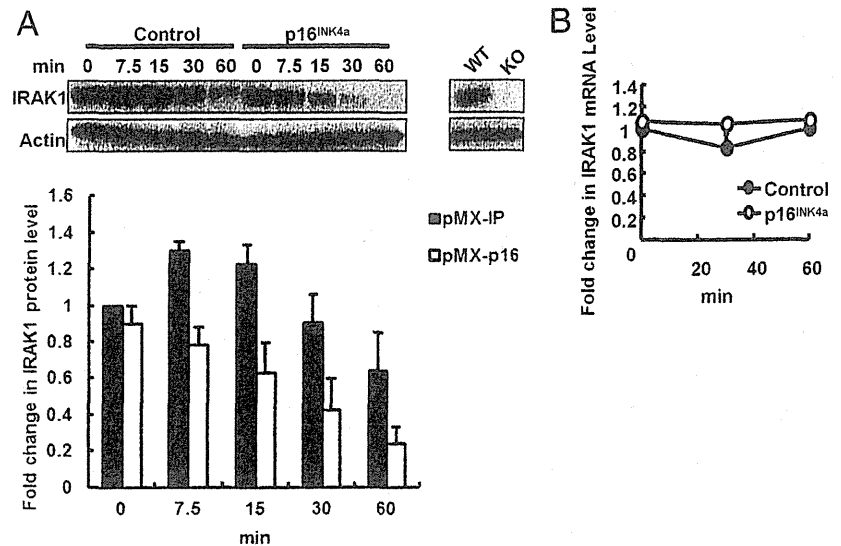 A
Control p16INK4a
min 0 7.5 15 30 60 0 7.5 15 30 60
WT KO
IRAK1
Actin
Fold change in IRAK1 protein level
1.6
1.4
1.2
1
0.8
0.6
0.4
0.2
0
0 7.5 15 30 60
min
pMX-IP
pMX-p16
B
Fold change in IRAK1 mRNA Level
1.4
1.2
1
0.8
0.6
0.4
0.2
0
20 40 60
min
Control
p16INK4a